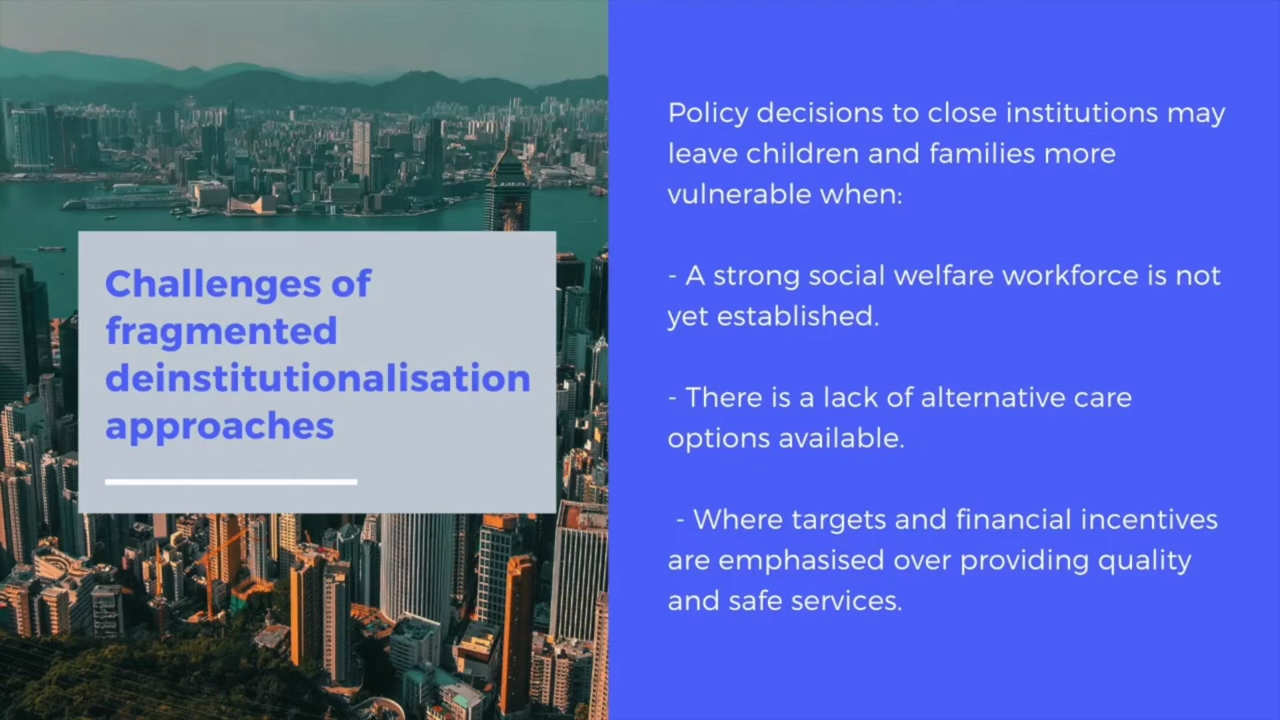 Challenges of
fragmented
deinstitutionalisation
approaches
Policy decisions to close institutions may
leave children and families more
vulnerable when:
- A strong social welfare workforce is not
yet established.
- There is a lack of alternative care
options available.
- Where targets and financial incentives
are emphasised over providing quality
and safe services.